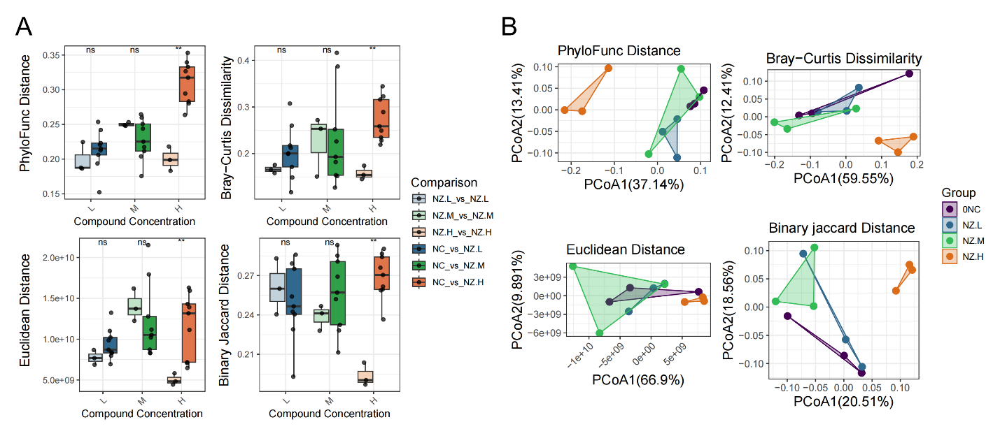 A
B
PhyloFunc Distance
0.35
0.30
0.25
0.20
0.15
ns
ns
**
L
M
H
Compound Concentration
Bray−Curtis Dissimilarity
0.4
0.3
0.2
ns
ns
**
L
M
H
Compound Concentration
Euclidean Distance
2.0e+10
1.5e+10
1.0e+10
5.0e+09
ns
ns
**
L
M
H
Compound Concentration
Binary Jaccard Distance
0.27
0.24
0.21
ns
ns
**
L
M
H
Compound Concentration
Comparison
NZ.L_vs_NZ.L
NZ.M_vs_NZ.M
NZ.H_vs_NZ.H
NC_vs_NZ.L
NC_vs_NZ.M
NC_vs_NZ.H
PhyloFunc Distance
PCoA2(13.41%)
0.10
0.05
0.00
−0.05
−0.10
−0.2
−0.1
0.0
0.1
PCoA1(37.14%)
Bray−Curtis Dissimilarity
PCoA2(12.41%)
0.10
0.05
0.00
−0.05
−0.10
−0.2
−0.1
0.0
0.1
0.2
PCoA1(59.55%)
Euclidean Distance
PCoA2(9.891%)
3e+09
0e+00
−3e+09
−6e+09
−1e+10
−5e+09
0e+00
5e+09
PCoA1(66.9%)
Binary jaccard Distance
PCoA2(18.56%)
0.10
0.05
0.00
−0.05
−0.10
−0.10
−0.05
0.00
0.05
0.10
PCoA1(20.51%)
Group
0NC
NZ.L
NZ.M
NZ.H